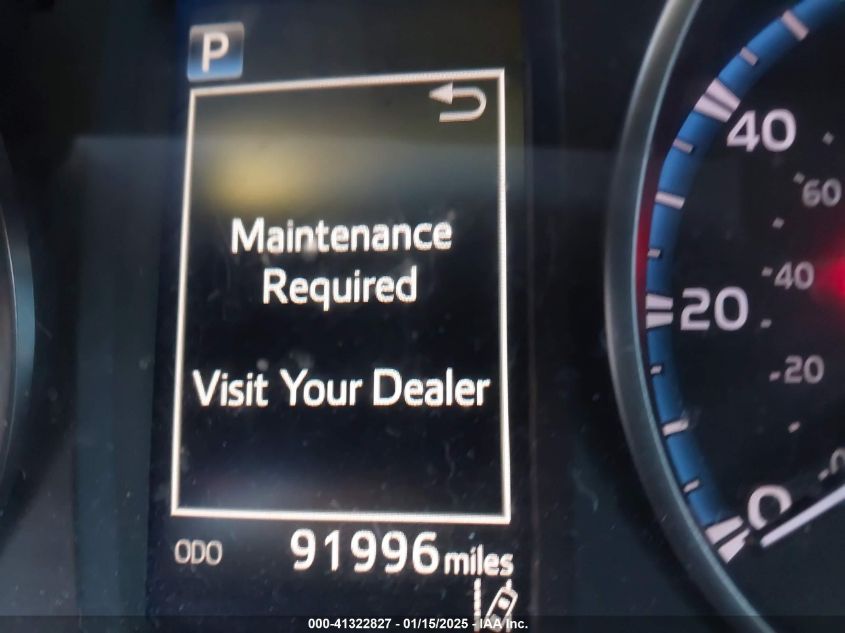 P
Maintenance
Required
Visit Your Dealer
ODO 91996 miles
40
60
40
20
20
0
0
000-41322827 - 01/15/2025 - IAA Inc.